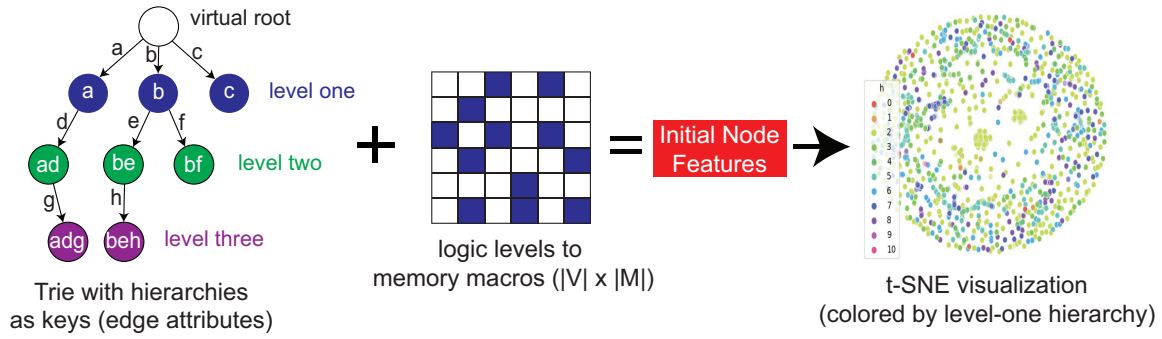 virtual root
a
b
c
a
b
c
level one
d
e
f
ad
be
bf
level two
g
h
adg
beh
level three
Trie with hierarchies
as keys (edge attributes)
+
logic levels to
memory macros (|V| x |M|)
=
Initial Node
Features
h
0
1
2
3
4
5
6
7
8
9
10
t-SNE visualization
(colored by level-one hierarchy)